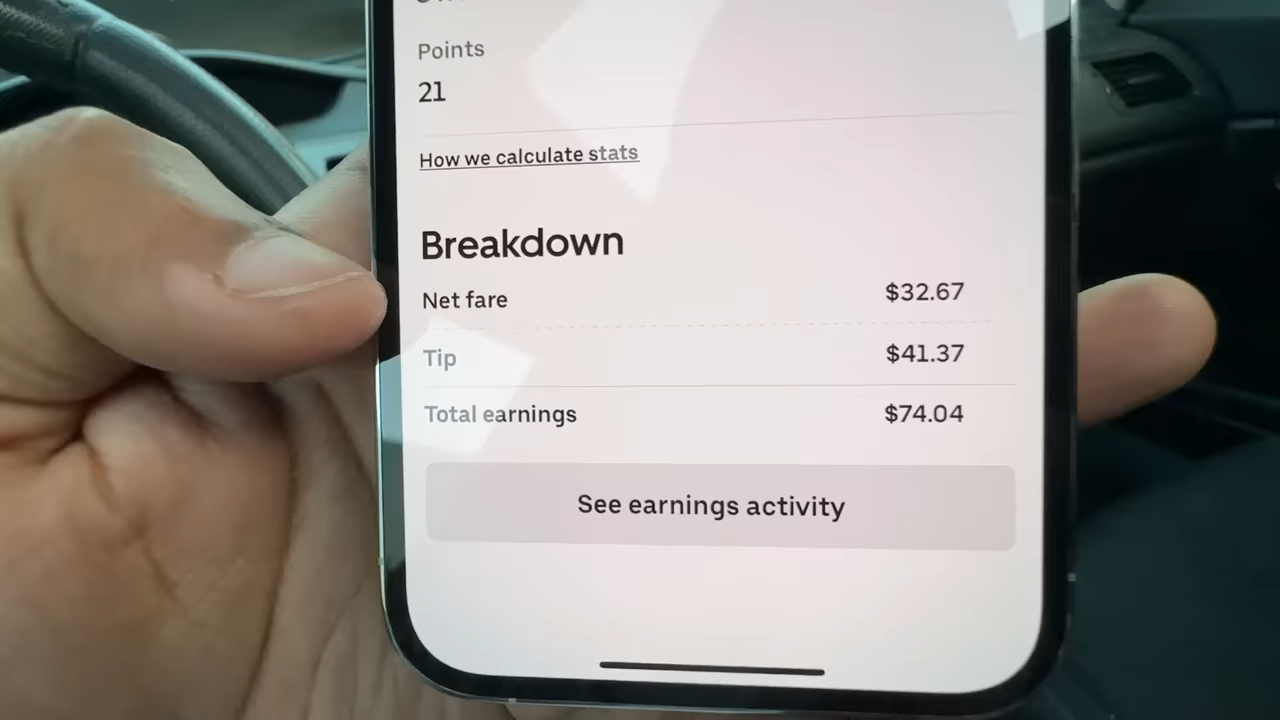 Points
21
How we calculate stats
Breakdown
Net fare $32.67
Tip $41.37
Total earnings $74.04
See earnings activity